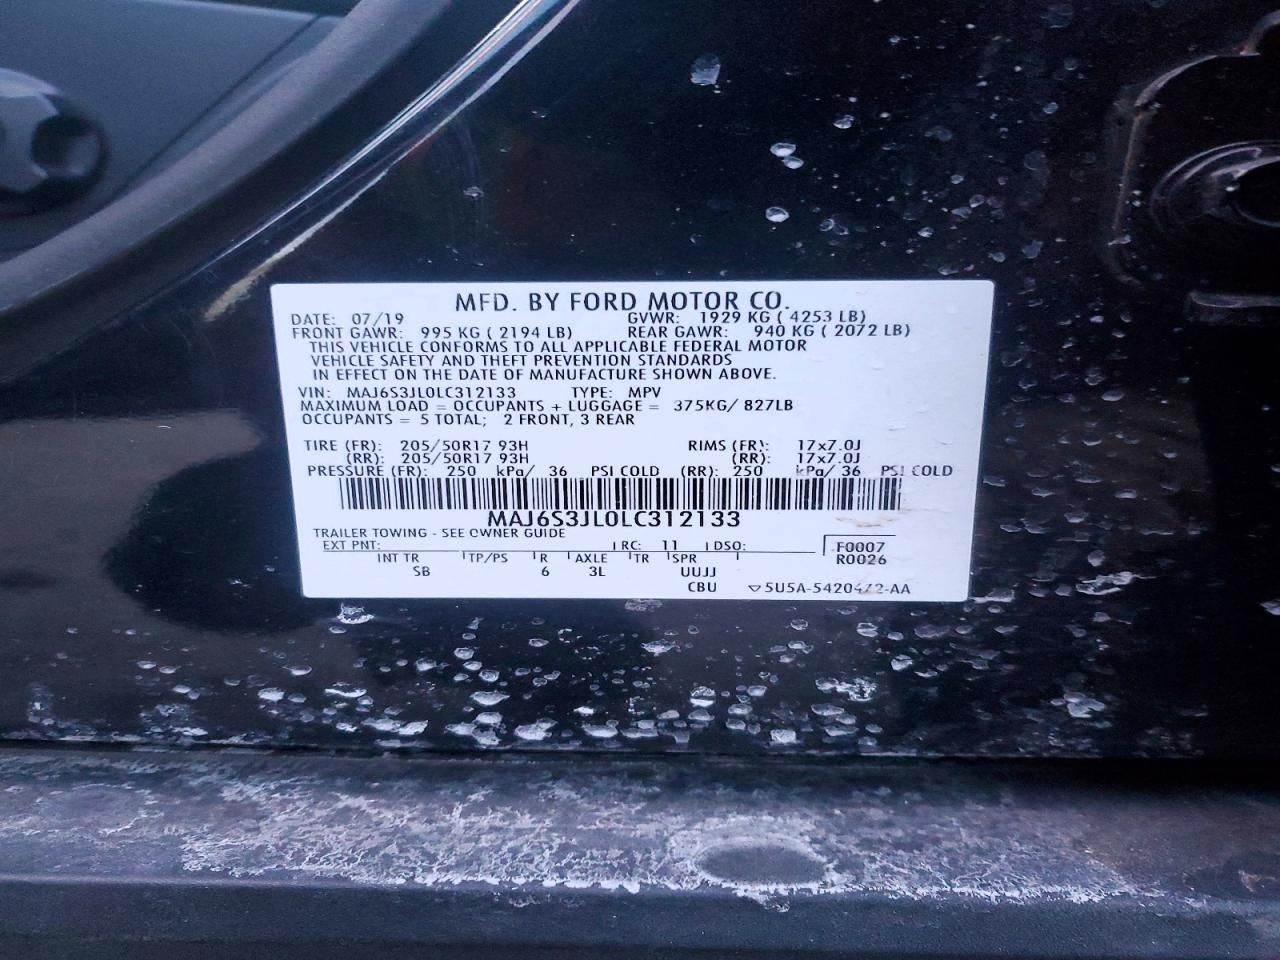 MFD. BY FORD MOTOR CO.
DATE: 07/19 GVWR: 1929 KG ( 4253 LB)
FRONT GAWR: 995 KG ( 2194 LB) REAR GAWR: 940 KG ( 2072 LB)
THIS VEHICLE CONFORMS TO ALL APPLICABLE FEDERAL MOTOR
VEHICLE SAFETY AND THEFT PREVENTION STANDARDS
IN EFFECT ON THE DATE OF MANUFACTURE SHOWN ABOVE.
VIN: MAJ6S3JL0LC312133 TYPE: MPV
MAXIMUM LOAD = OCCUPANTS + LUGGAGE = 375KG/ 827LB
OCCUPANTS = 5 TOTAL; 2 FRONT, 3 REAR
TIRE (FR): 205/50R17 93H RIMS (FR): 17x7.0J
(RR): 205/50R17 93H (RR): 17x7.0J
PRESSURE (FR): 250 kPa/ 36 PSI COLD (RR): 250 kPa/ 36 PSI COLD
MAJ6S3JL0LC312133
TRAILER TOWING - SEE OWNER GUIDE
EXT PNT: RC: 11 DSO: F0007
INT TR TP/PS R AXLE TR SPR R0026
SB 6 3L UUJJ
CBU 5U5A-5420472-AA